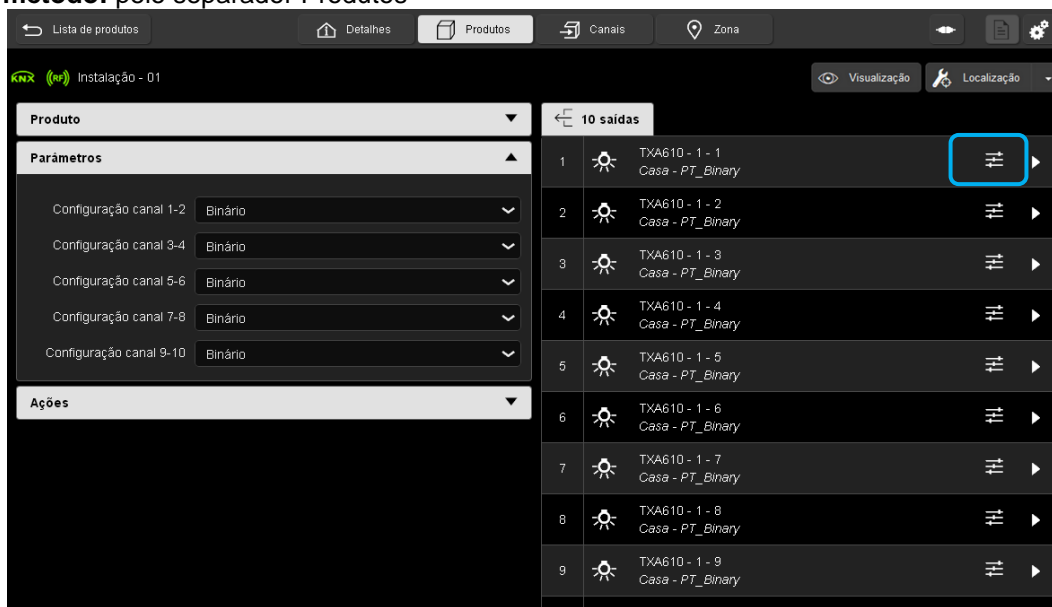 método: pelo separador Produtos
Lista de produtos
Detalhes
Produtos
Canais
Zona
KNX ((RF)) Instalação - 01
Visualização
Localização
Produto
Parámetros
Configuração canal 1-2 Binário
Configuração canal 3-4 Binário
Configuração canal 5-6 Binário
Configuração canal 7-8 Binário
Configuração canal 9-10 Binário
Ações
10 saídas
1
TXA610 - 1 - 1
Casa - PT_Binary
2
TXA610 - 1 - 2
Casa - PT_Binary
3
TXA610 - 1 - 3
Casa - PT_Binary
4
TXA610 - 1 - 4
Casa - PT_Binary
5
TXA610 - 1 - 5
Casa - PT_Binary
6
TXA610 - 1 - 6
Casa - PT_Binary
7
TXA610 - 1 - 7
Casa - PT_Binary
8
TXA610 - 1 - 8
Casa - PT_Binary
9
TXA610 - 1 - 9
Casa - PT_Binary